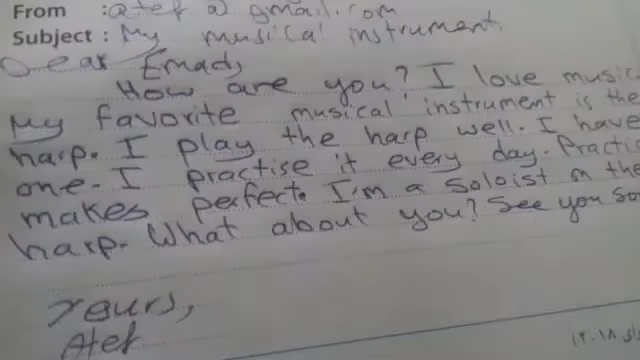 From : atef @ gmail.com
Subject : My musical instrument
Dear Emad,
How are you? I love music
My favorite musical instrument is the
harp. I play the harp well. I have
one. I practise it every day. Practic
makes perfect. I'm a soloist on the
harp. What about you? See you so
Yours,
Atef